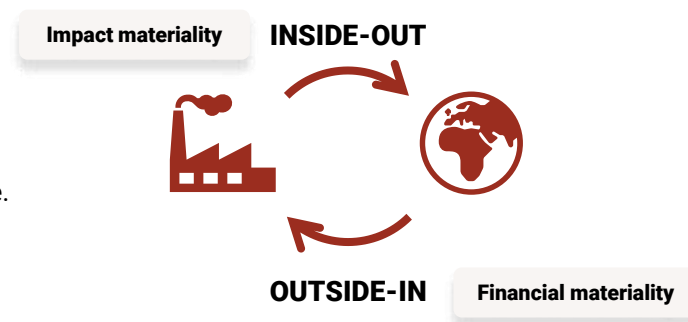 Impact materiality
INSIDE-OUT
e.
OUTSIDE-IN
Financial materiality